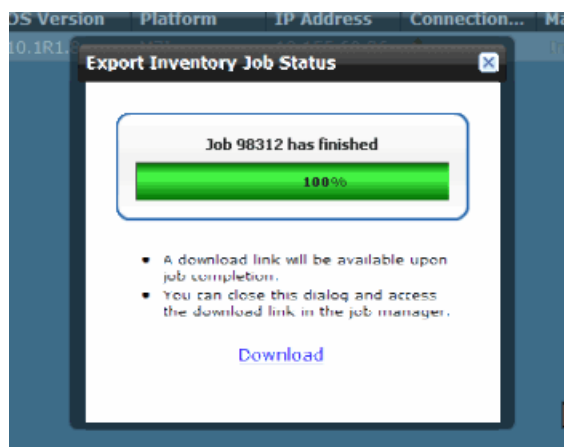 OS Version Platform IP Address Connection...
10.1R1.
Export Inventory Job Status
Job 98312 has finished
100%
A download link will be available upon
job completion.
You can close this dialog and access
the download link in the job manager.
Download